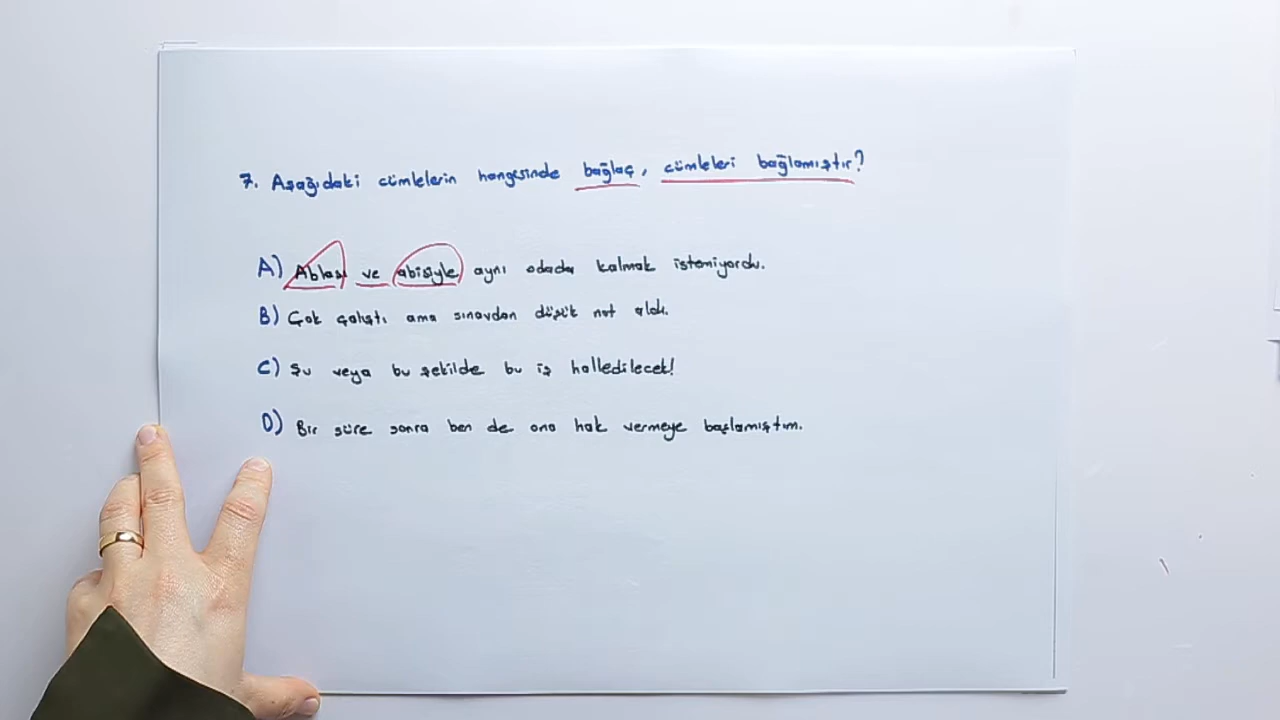 7. Aşağıdaki cümlelerin hangisinde bağlaç, cümleleri bağlamıştır?
A) Ablası ve abisiyle aynı odada kalmak istemiyordu.
B) Çok çalıştı ama sınavdan düşük not aldı.
C) Şu veya bu şekilde bu iş halledilecek!
D) Bir süre sonra ben de ona hak vermeye başlamıştım.